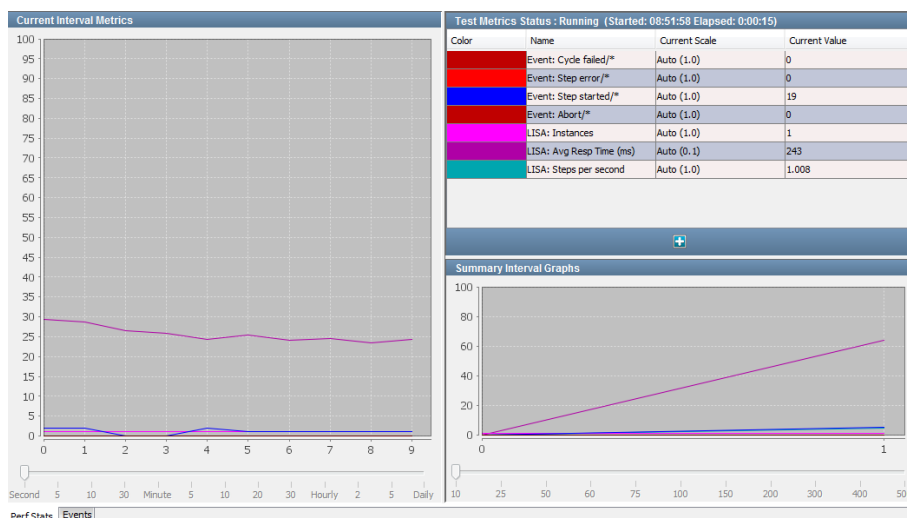 Current Interval Metrics
100
95
90
85
80
75
70
65
60
55
50
45
40
35
30
25
20
15
10
5
0
0 1 2 3 4 5 6 7 8 9
Second 5 10 30 Minute 5 10 20 30 Hourly 2 5 Daily
Perf Stats Events
Test Metrics Status : Running (Started: 08:51:58 Elapsed: 0:00:15)
Color Name Current Scale Current Value
Event: Cycle failed/* Auto (1.0) 0
Event: Step error/* Auto (1.0) 0
Event: Step started/* Auto (1.0) 19
Event: Abort/* Auto (1.0) 0
LISA: Instances Auto (1.0) 1
LISA: Avg Resp Time (ms) Auto (0.1) 243
LISA: Steps per second Auto (1.0) 1.008
Summary Interval Graphs
100
80
60
40
20
0
0 1
10 25 50 60 75 100 150 200 300 400 50